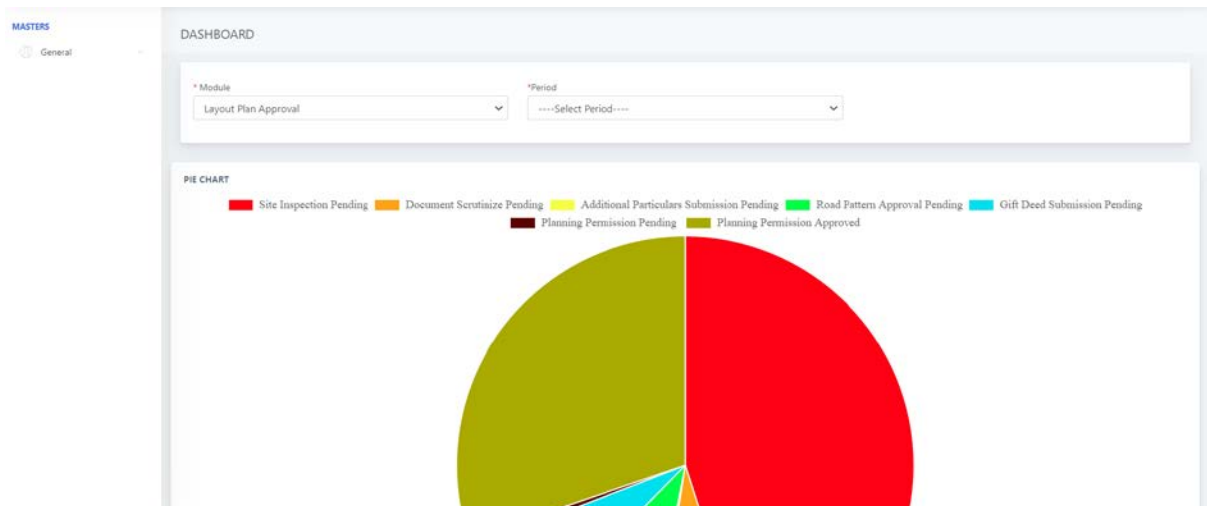 MASTERS
General
DASHBOARD
* Module
*Period
Layout Plan Approval
----Select Period----
PIE CHART
Site Inspection Pending Document Scrutinize Pending Additional Particulars Submission Pending Road Pattern Approval Pending Gift Deed Submission Pending
Planning Permission Pending Planning Permission Approved